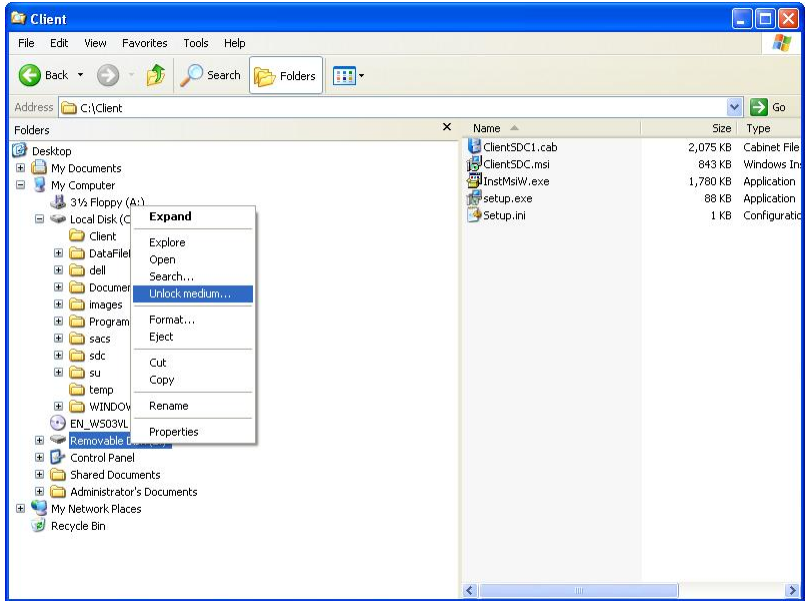 Client
File Edit View Favorites Tools Help
Back Search Folders
Address C:\Client Go
Folders
Name Size Type
Desktop
My Documents
My Computer
3½ Floppy (A:)
Local Disk (C
Client
DataFile
dell
Documen
images
Program
sacs
sdc
su
temp
WINDOW
EN_WS03VL
Removable
Control Panel
Shared Documents
Administrator's Documents
My Network Places
Recycle Bin
Expand
Explore
Open
Search...
Unlock medium...
Format...
Eject
Cut
Copy
Rename
Properties
ClientSDC1.cab 2,075 KB Cabinet File
ClientSDC.msi 843 KB Windows Ins
InstMsiW.exe 1,780 KB Application
setup.exe 88 KB Application
Setup.ini 1 KB Configuratio